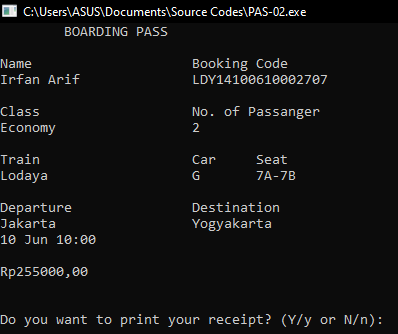 C:\Users\ASUS\Documents\Source Codes\PAS-02.exe
BOARDING PASS
Name Booking Code
Irfan Arif LDY14100610002707
Class No. of Passanger
Economy 2
Train Car Seat
Lodaya G 7A-7B
Departure Destination
Jakarta Yogyakarta
10 Jun 10:00
Rp255000,00
Do you want to print your receipt? (Y/y or N/n):